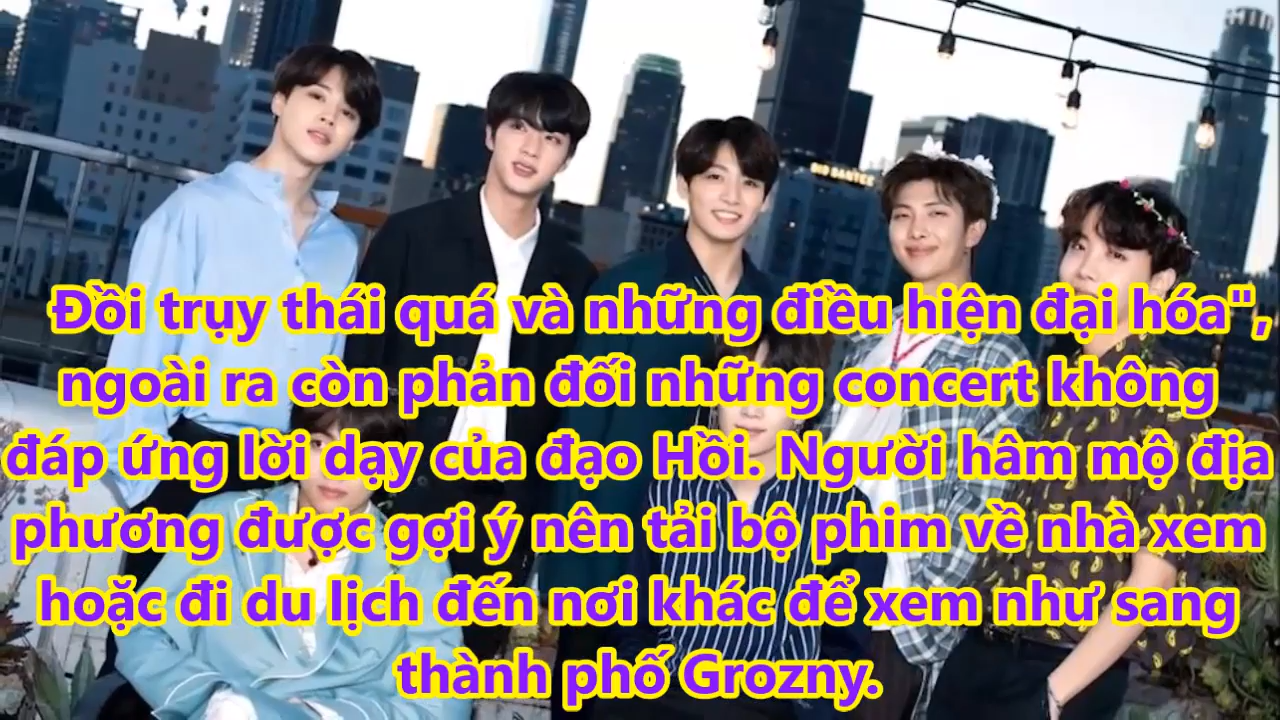 Đồi trụy thái quá và những điều hiện đại hóa",
ngoài ra còn phản đối những concert không
đáp ứng lời dạy của đạo Hồi. Người hâm mộ địa
phương được gợi ý nên tải bộ phim về nhà xem
hoặc đi du lịch đến nơi khác để xem như sang
thành phố Grozny.